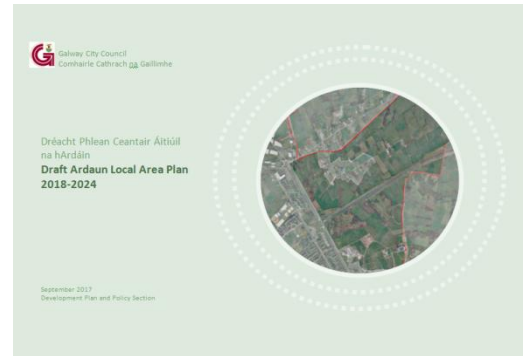 Galway City Council
Comhairle Cathrach na Gaillimhe
Dréacht Phlean Ceantair Áitiúil
na hArdáin
Draft Ardaun Local Area Plan
2018-2024
September 2017
Development Plan and Policy Section